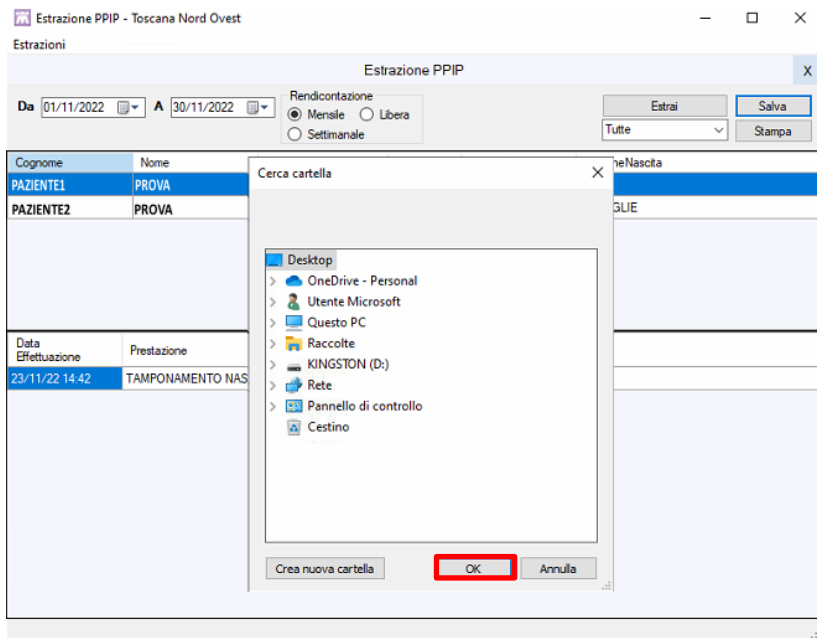 Estrazione PPIP - Toscana Nord Ovest
Estrazioni
Estrazione PPIP
X
Da 01/11/2022 A 30/11/2022
Rendicontazione
Mensile Libera
Settimanale
Estrai Salva
Tutte Stampa
Cognome Nome neNascita
PAZIENTE1 PROVA
PAZIENTE2 PROVA GLIE
Cerca cartella
Desktop
OneDrive - Personal
Utente Microsoft
Questo PC
Raccolte
KINGSTON (D:)
Rete
Pannello di controllo
Cestino
Data
Effettuazione Prestazione
23/11/22 14:42 TAMPONAMENTO NAS
Crea nuova cartella OK Annulla